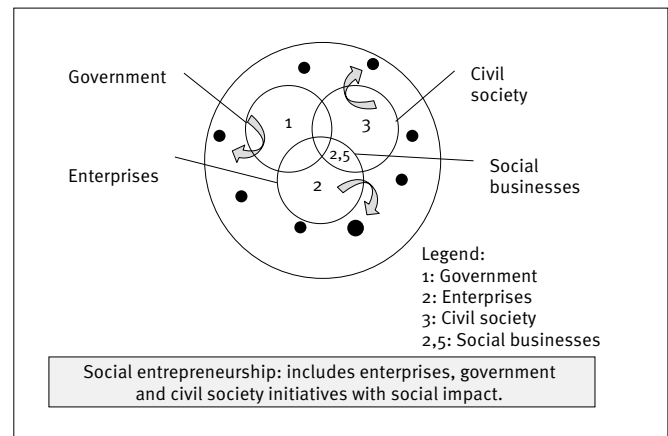 Government
Civil
society
1
3
2,5
Enterprises
2
Social
businesses
Legend:
1: Government
2: Enterprises
3: Civil society
2,5: Social businesses
Social entrepreneurship: includes enterprises, government
and civil society initiatives with social impact.